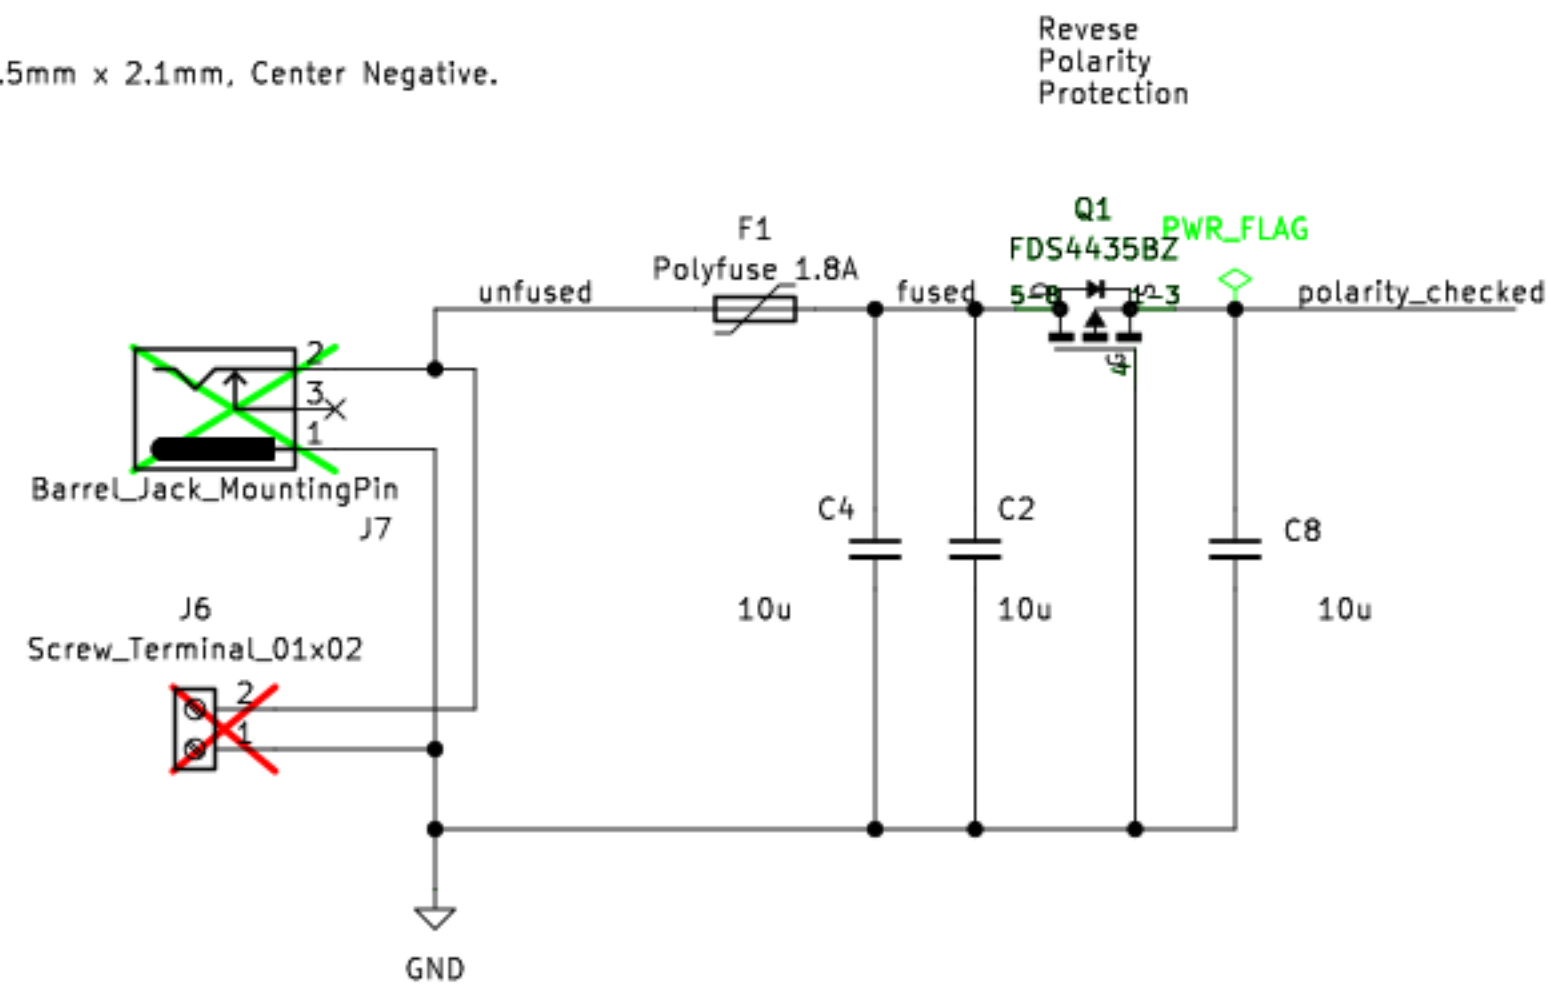 Revese
Polarity
Protection
.5mm x 2.1mm, Center Negative.
Q1
F1
PWR_FLAG
FDS4435BZ
Polyfuse_1.8A
unfused
fused
5-8
D
S
1-3
polarity_checked
2
3
1
G
4
Barrel_Jack_MountingPin
J7
C4
C2
C8
10u
10u
10u
J6
Screw_Terminal_01x02
2
1
GND